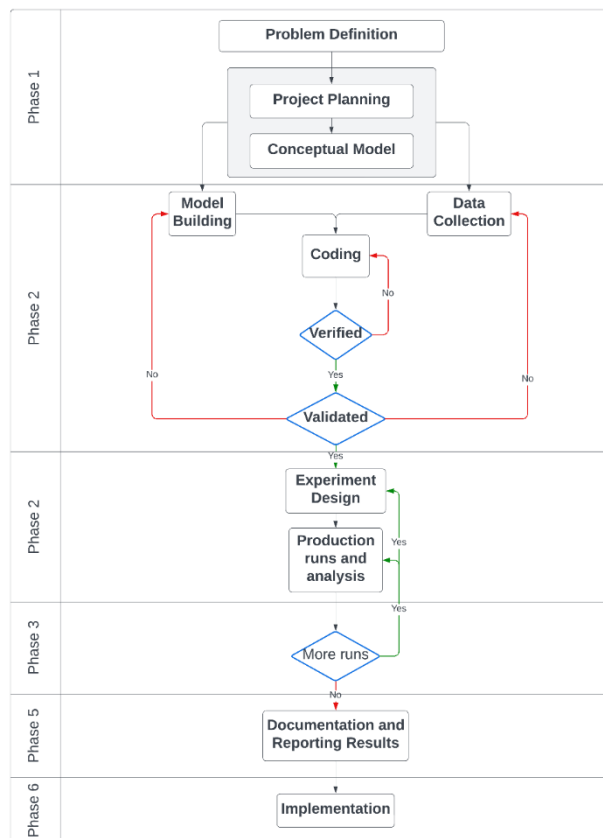 Phase 1
Problem Definition
Project Planning
Conceptual Model
Phase 2
Model
Building
Data
Collection
Coding
No
Verified
Yes
No
No
Validated
Yes
Phase 2
Experiment
Design
Yes
Production
runs and
analysis
Yes
Phase 3
More runs
No
Phase 5
Documentation and
Reporting Results
Phase 6
Implementation